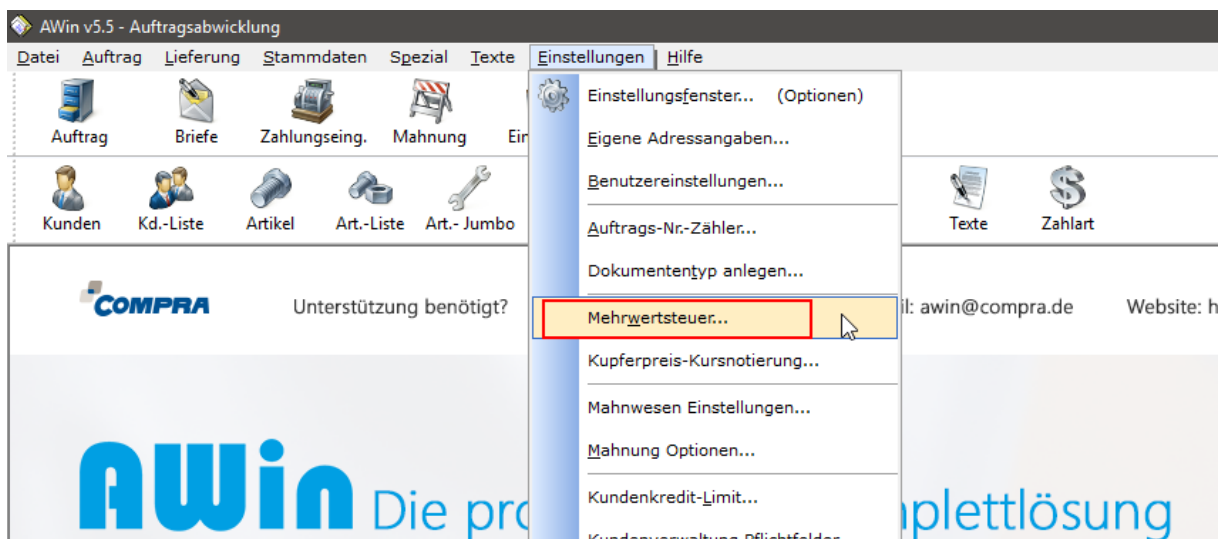 AWin v5.5 - Auftragsabwicklung
Datei Auftrag Lieferung Stammdaten Spezial Texte Einstellungen Hilfe
Auftrag Briefe Zahlungseing. Mahnung
Kunden Kd.-Liste Artikel Art.-Liste Art.- Jumbo Texte Zahlart
Einstellungsfenster... (Optionen)
Eigene Adressangaben...
Benutzereinstellungen...
Auftrags-Nr.-Zähler...
Dokumententyp anlegen...
Mehrwertsteuer...
Kupferpreis-Kursnotierung...
Mahnwesen Einstellungen...
Mahnung Optionen...
Kundenkredit-Limit...
COMPRA Unterstützung benötigt? il: awin@compra.de Website: h
AWin Die pro plettlösung